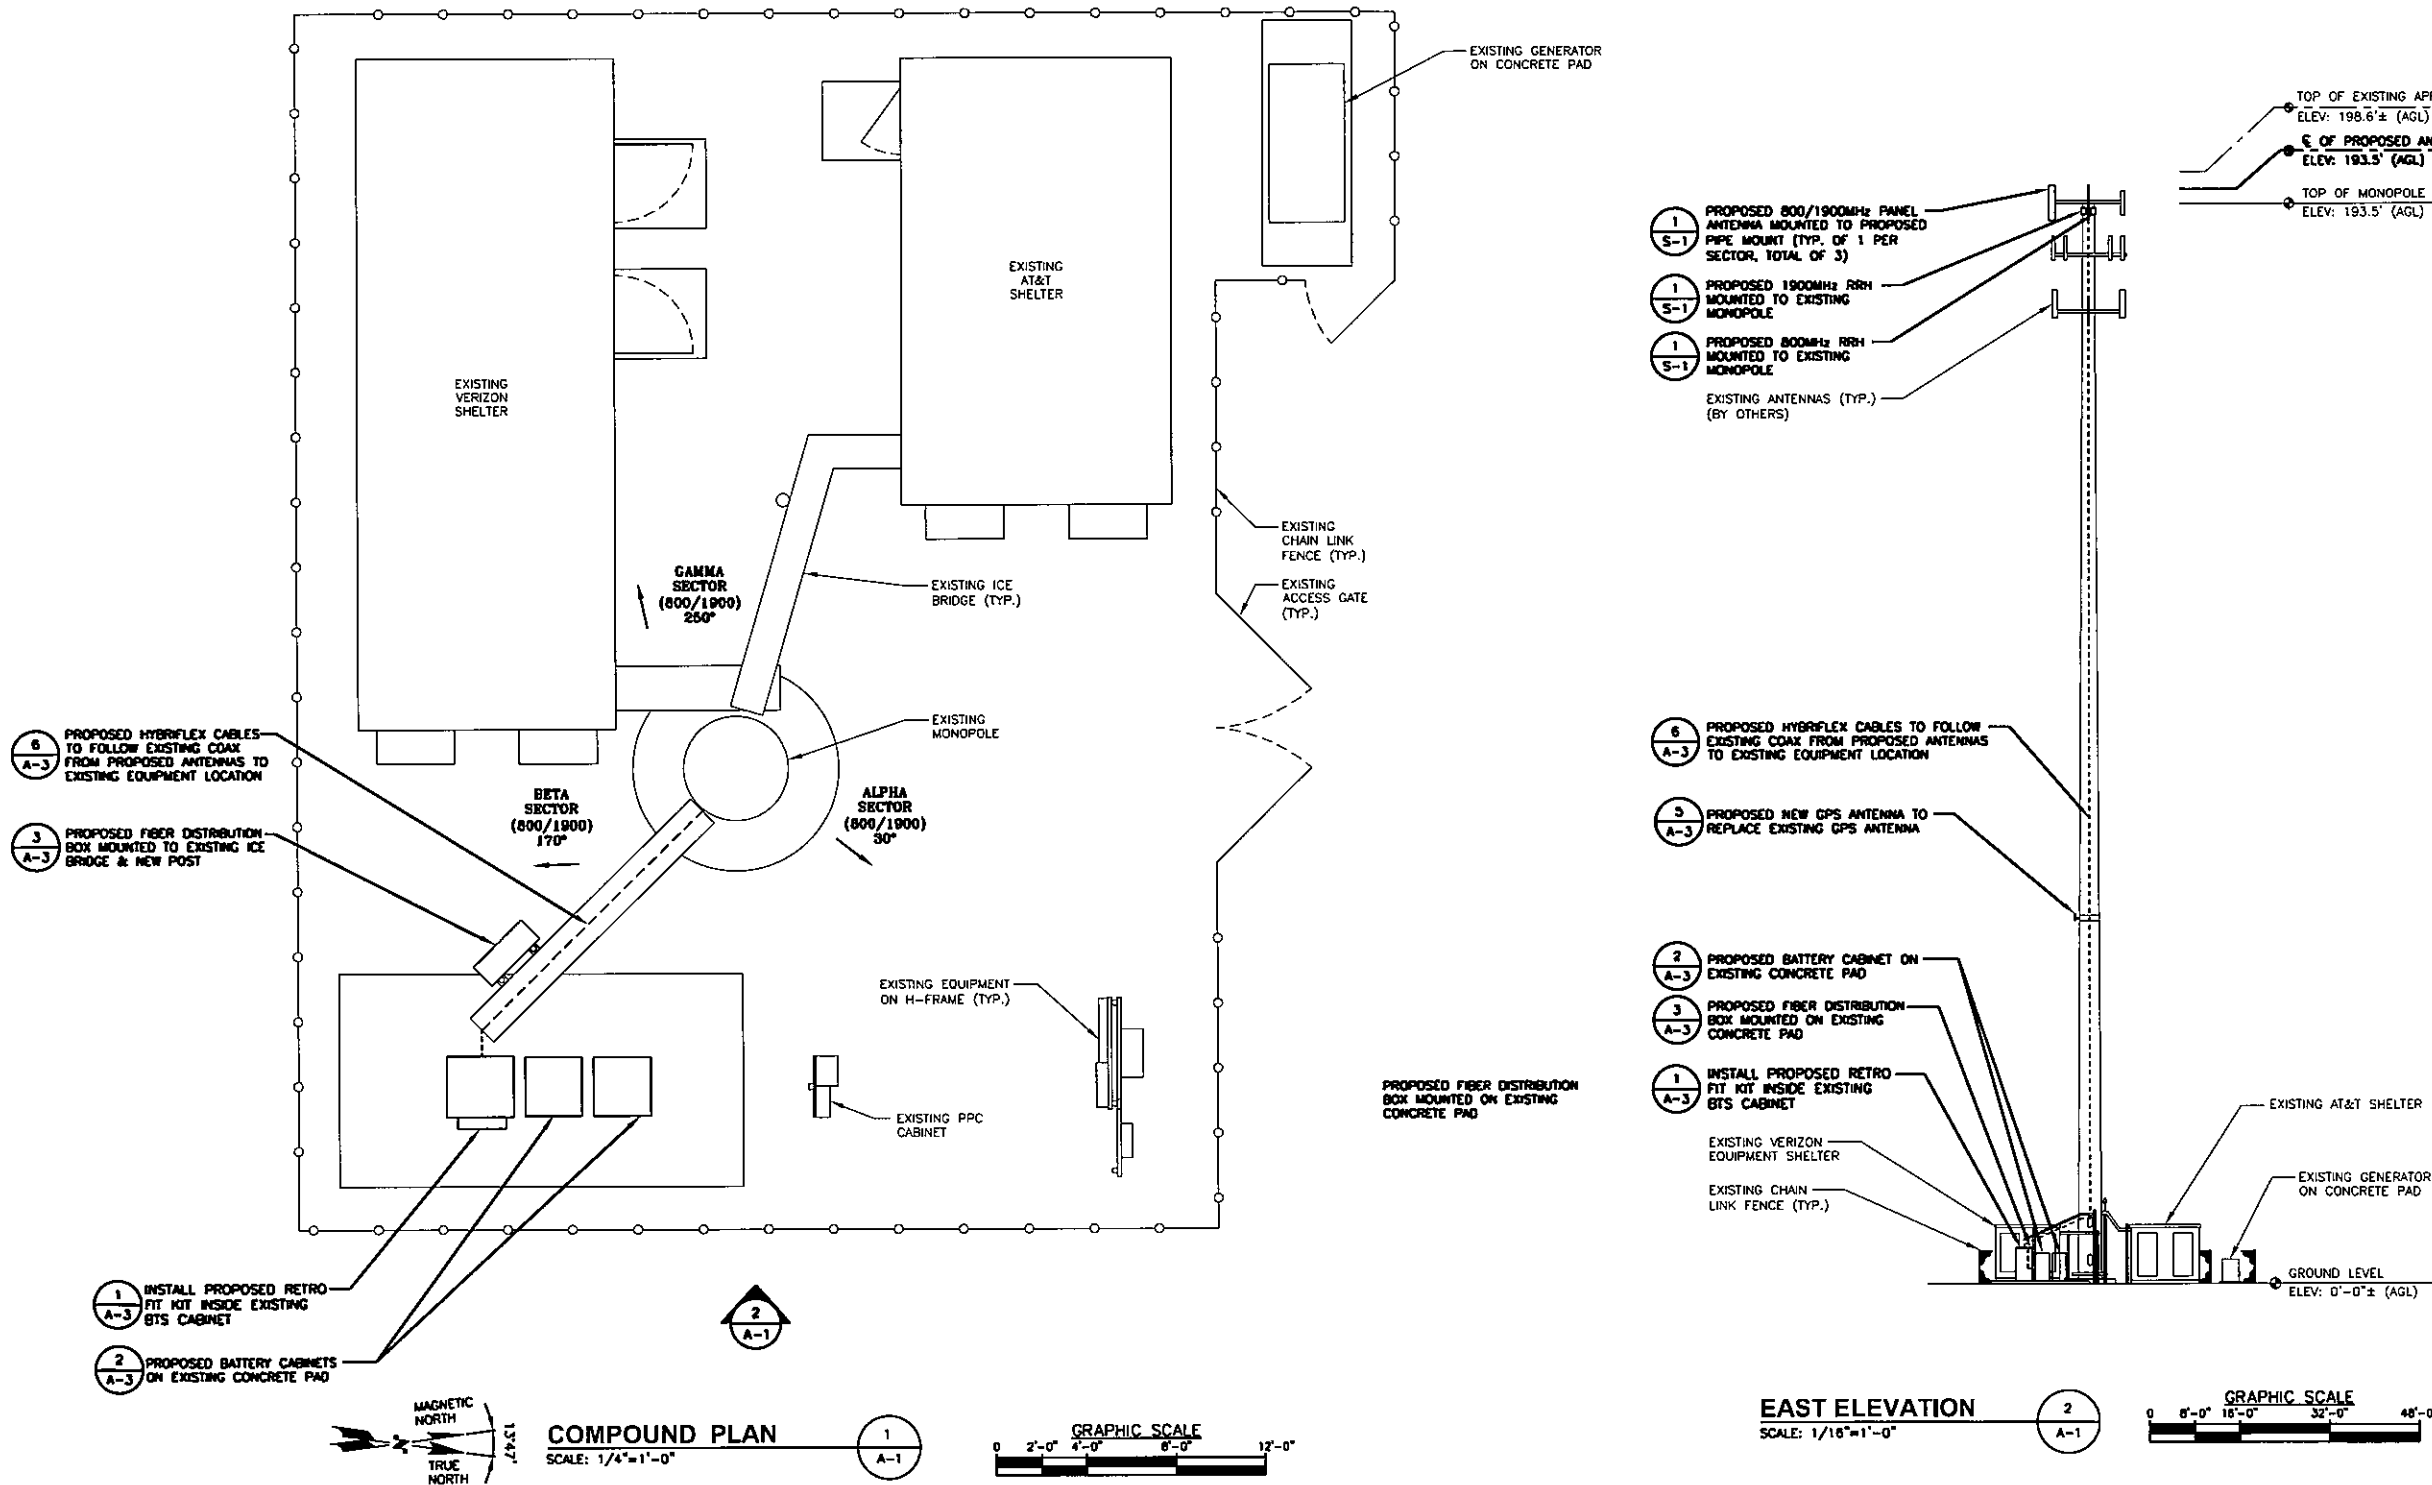 EXISTING GENERATOR
ON CONCRETE PAD
EXISTING
AT&T
SHELTER
EXISTING
VERIZON
SHELTER
EXISTING
CHAIN LINK
FENCE (TYP.)
EXISTING
ACCESS GATE
(TYP.)
GAMMA
SECTOR
(800/1900)
250°
EXISTING ICE
BRIDGE (TYP.)
EXISTING
MONOPOLE
6
A-3
PROPOSED HYBRIFLEX CABLES
TO FOLLOW EXISTING COAX
FROM PROPOSED ANTENNAS TO
EXISTING EQUIPMENT LOCATION
3
A-3
PROPOSED FIBER DISTRIBUTION
BOX MOUNTED TO EXISTING ICE
BRIDGE & NEW POST
BETA
SECTOR
(800/1900)
170°
ALPHA
SECTOR
(800/1900)
30°
EXISTING EQUIPMENT
ON H-FRAME (TYP.)
EXISTING PPC
CABINET
PROPOSED FIBER DISTRIBUTION
BOX MOUNTED ON EXISTING
CONCRETE PAD
1
A-3
INSTALL PROPOSED RETRO
FIT KIT INSIDE EXISTING
BTS CABINET
2
A-3
PROPOSED BATTERY CABINETS
ON EXISTING CONCRETE PAD
2
A-1
MAGNETIC
NORTH
13°47'
TRUE
NORTH
N
COMPOUND PLAN
SCALE: 1/4"=1'-0"
1
A-1
GRAPHIC SCALE
0 2'-0" 4'-0" 8'-0" 12'-0"
TOP OF EXISTING
ELEV: 198.6'± (AGL)
℄ OF PROPOSED
ELEV: 193.5' (AGL)
TOP OF MONOPOLE
ELEV: 193.5' (AGL)
1
S-1
PROPOSED 800/1900MHz PANEL
ANTENNA MOUNTED TO PROPOSED
PIPE MOUNT (TYP. OF 1 PER
SECTOR, TOTAL OF 3)
1
S-1
PROPOSED 1900MHz RRH
MOUNTED TO EXISTING
MONOPOLE
1
S-1
PROPOSED 800MHz RRH
MOUNTED TO EXISTING
MONOPOLE
EXISTING ANTENNAS (TYP.)
(BY OTHERS)
6
A-3
PROPOSED HYBRIFLEX CABLES TO FOLLOW
EXISTING COAX FROM PROPOSED ANTENNAS
TO EXISTING EQUIPMENT LOCATION
5
A-3
PROPOSED NEW GPS ANTENNA TO
REPLACE EXISTING GPS ANTENNA
2
A-3
PROPOSED BATTERY CABINET ON
EXISTING CONCRETE PAD
3
A-3
PROPOSED FIBER DISTRIBUTION
BOX MOUNTED ON EXISTING
CONCRETE PAD
1
A-3
INSTALL PROPOSED RETRO
FIT KIT INSIDE EXISTING
BTS CABINET
EXISTING VERIZON
EQUIPMENT SHELTER
EXISTING CHAIN
LINK FENCE (TYP.)
EXISTING AT&T SHELTER
EXISTING GENERATOR
ON CONCRETE PAD
GROUND LEVEL
ELEV: 0'-0"± (AGL)
EAST ELEVATION
SCALE: 1/16"=1'-0"
2
A-1
GRAPHIC SCALE
0 8'-0" 16'-0" 32'-0" 48'-0